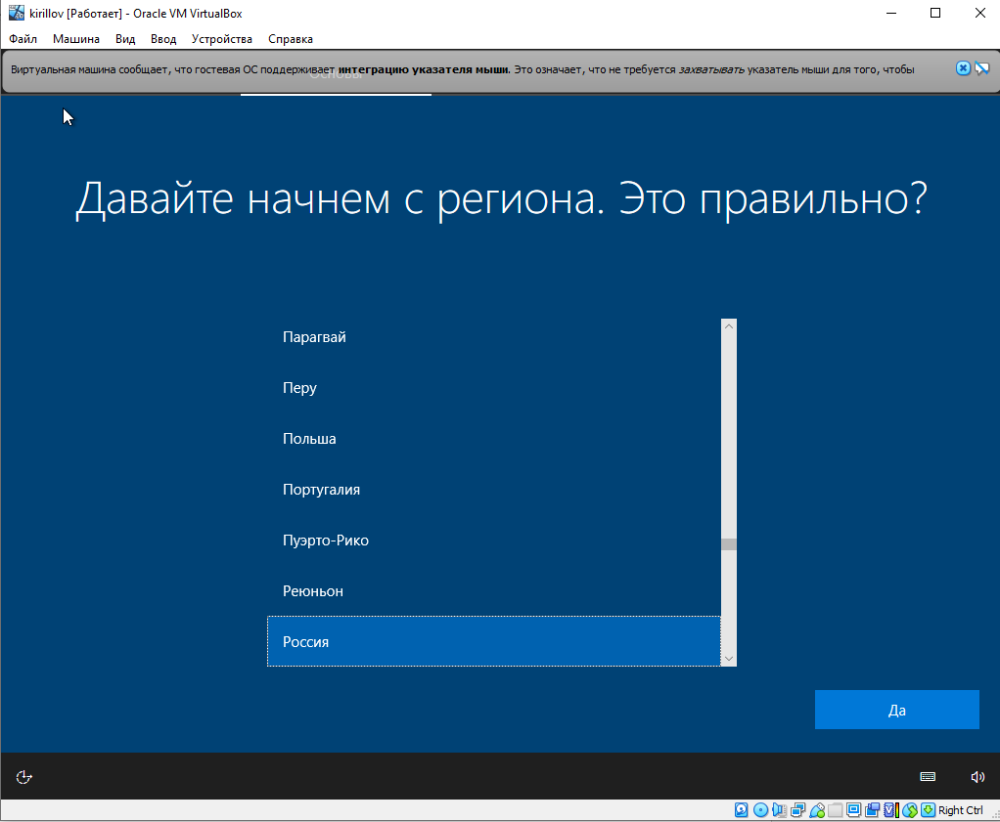 kirillov [Работает] - Oracle VM VirtualBox
Файл Машина Вид Ввод Устройства Справка
Виртуальная машина сообщает, что гостевая ОС поддерживает интеграцию указателя мыши. Это означает, что не требуется захватывать указатель мыши для того, чтобы
Основы
Давайте начнем с региона. Это правильно?
Парагвай
Перу
Польша
Португалия
Пуэрто-Рико
Реюньон
Россия
Да
Right Ctrl